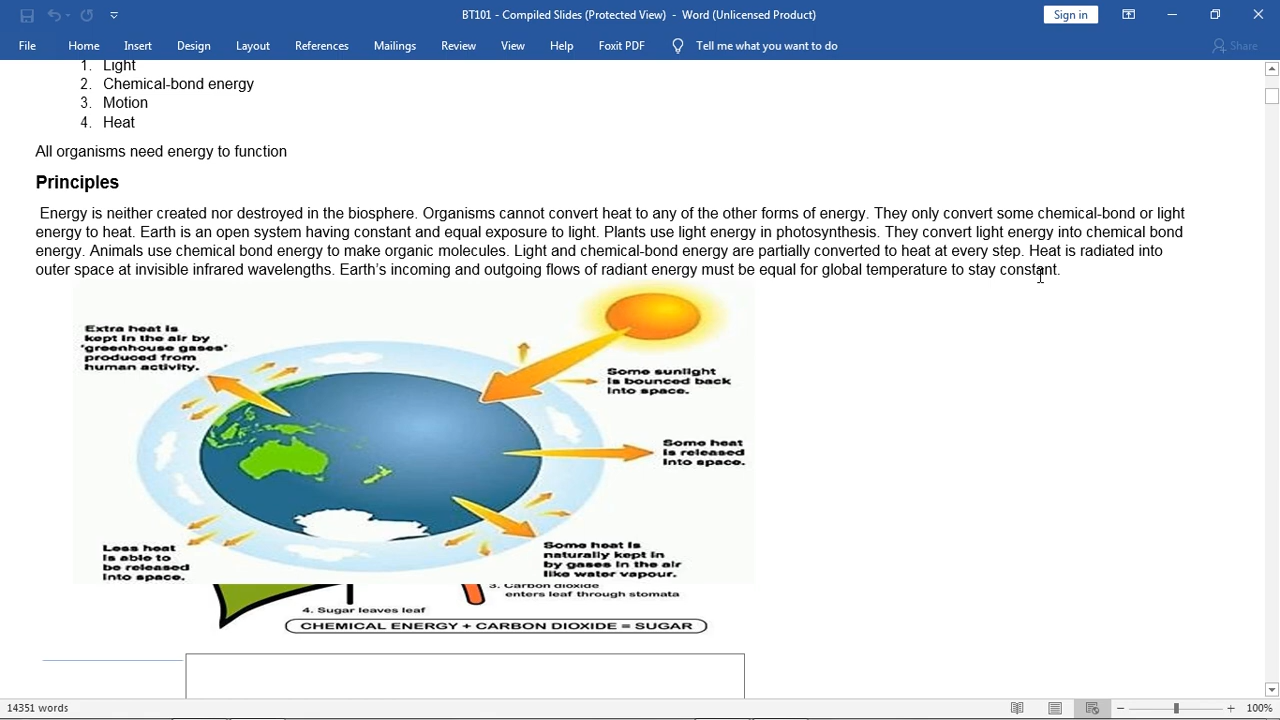 BT101 - Compiled Slides (Protected View) - Word (Unlicensed Product)
Sign in
File Home Insert Design Layout References Mailings Review View Help Foxit PDF Tell me what you want to do Share
1. Light
2. Chemical-bond energy
3. Motion
4. Heat
All organisms need energy to function
Principles
Energy is neither created nor destroyed in the biosphere. Organisms cannot convert heat to any of the other forms of energy. They only convert some chemical-bond or light
energy to heat. Earth is an open system having constant and equal exposure to light. Plants use light energy in photosynthesis. They convert light energy into chemical bond
energy. Animals use chemical bond energy to make organic molecules. Light and chemical-bond energy are partially converted to heat at every step. Heat is radiated into
outer space at invisible infrared wavelengths. Earth's incoming and outgoing flows of radiant energy must be equal for global temperature to stay constant.
Extra heat is
kept in the air by
'greenhouse gases'
produced from
human activity.
Some sunlight
is bounced back
into space.
Some heat
is released
into space.
Less heat
is able to
be released
into space.
Some heat is
naturally kept in
by gases in the air
like water vapour.
3. Carbon dioxide
enters leaf through stomata
4. Sugar leaves leaf
CHEMICAL ENERGY + CARBON DIOXIDE = SUGAR
14351 words
100%